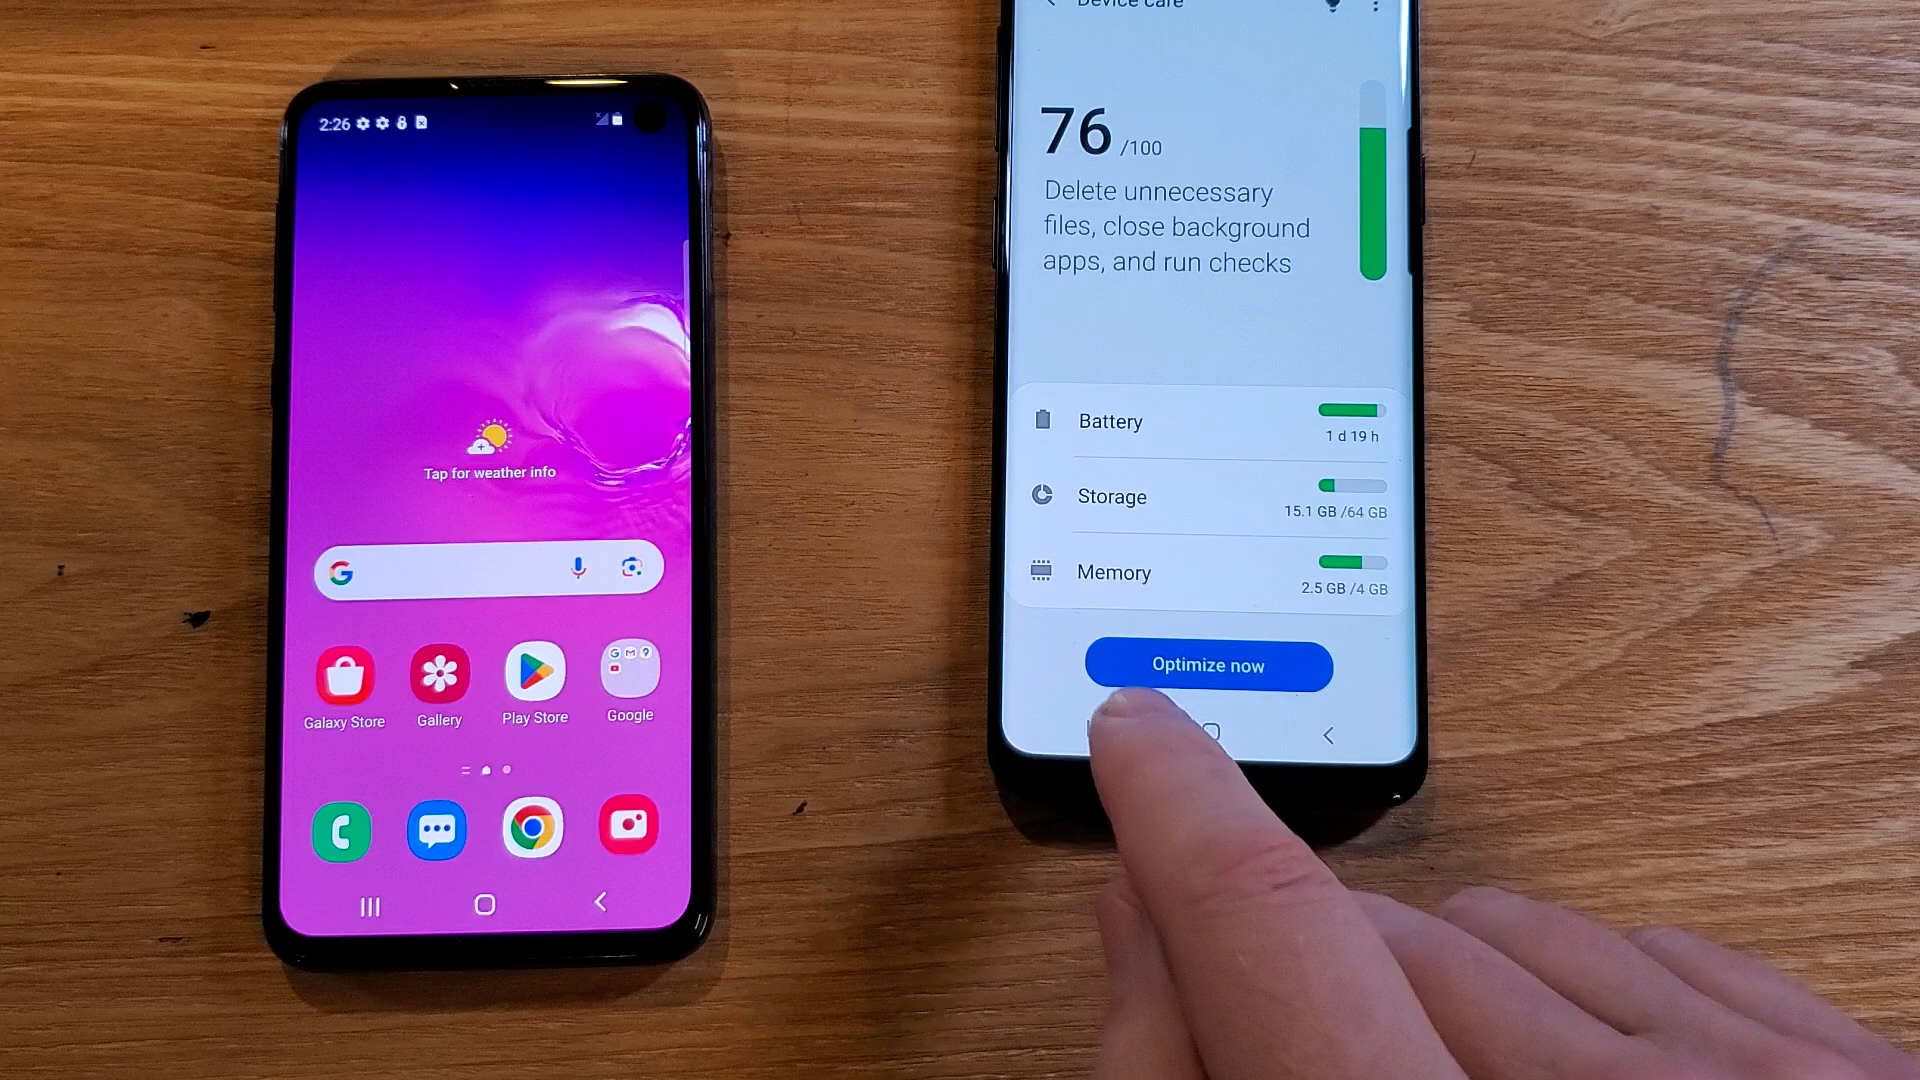 2:26
Tap for weather info
Galaxy Store
Gallery
Play Store
Google
Device care
76 /100
Delete unnecessary
files, close background
apps, and run checks
Battery
1 d 19 h
Storage
15.1 GB /64 GB
Memory
2.5 GB /4 GB
Optimize now